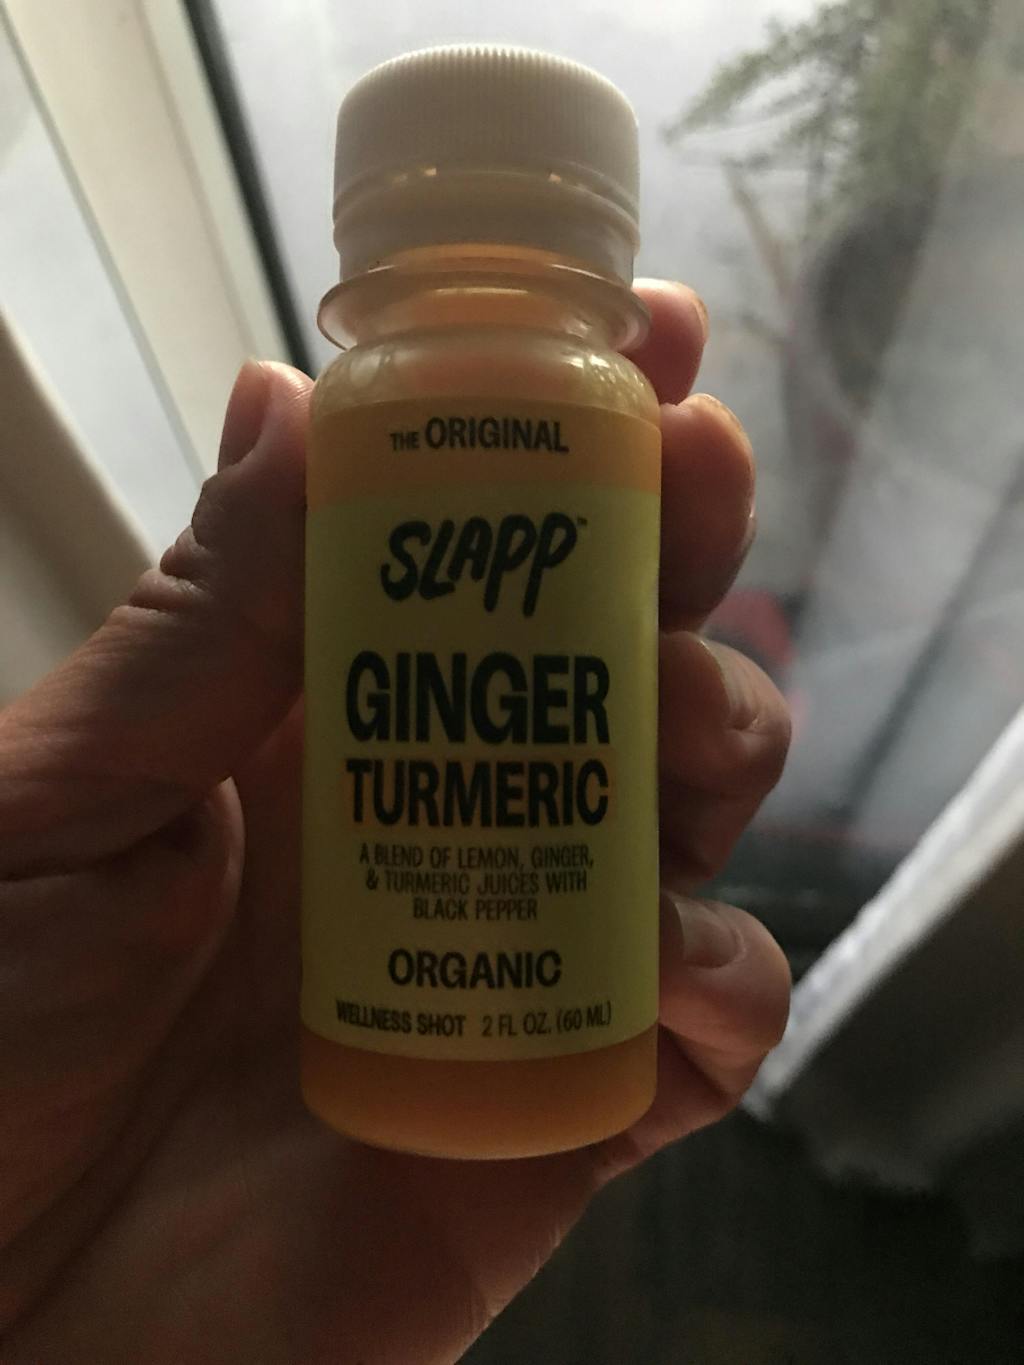 THE ORIGINAL
SLAPP™
GINGER
TURMERIC
A BLEND OF LEMON, GINGER,
& TURMERIC JUICES WITH
BLACK PEPPER
ORGANIC
WELLNESS SHOT 2 FL OZ. (60 ML)